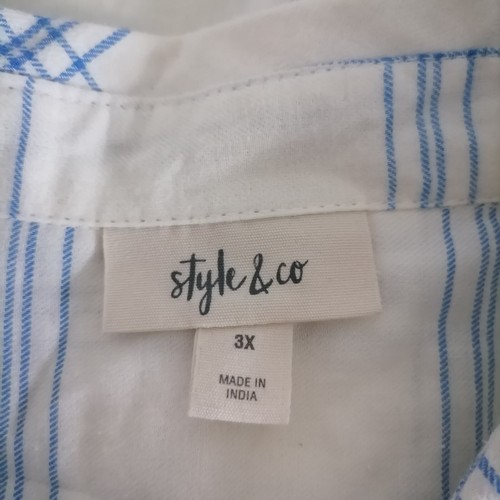 style & co
3X
MADE IN
INDIA